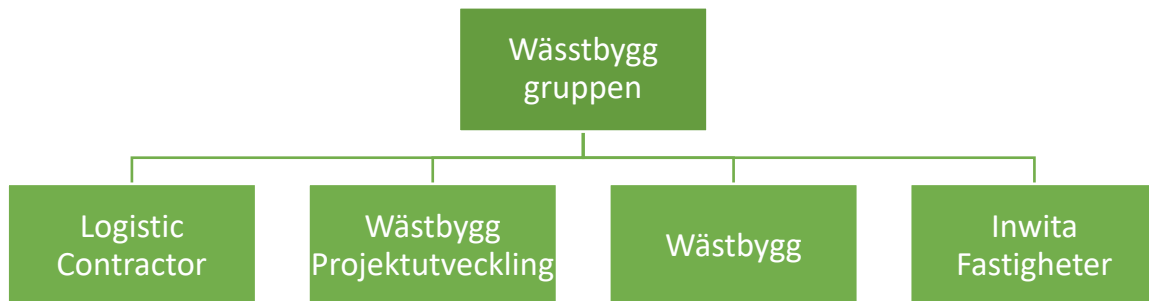 Wässtbygg
gruppen
Logistic
Contractor
Wästbygg
Projektutveckling
Wästbygg
Inwita
Fastigheter